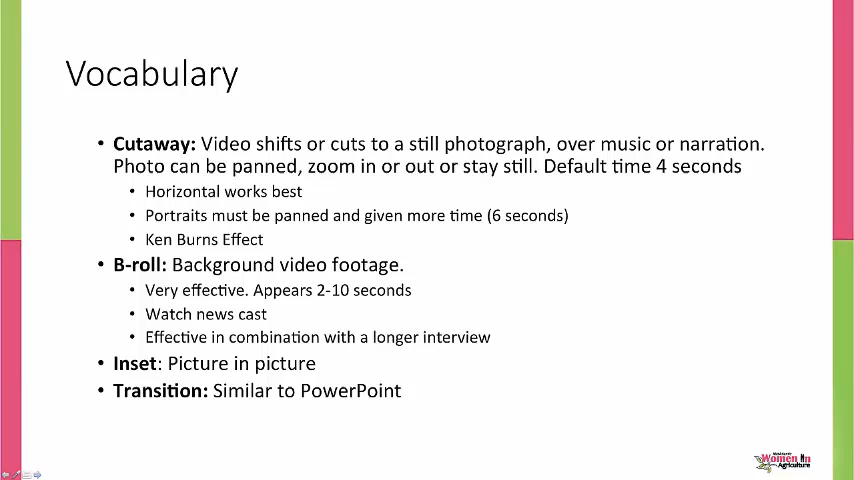 Vocabulary
• Cutaway: Video shifts or cuts to a still photograph, over music or narration.
Photo can be panned, zoom in or out or stay still. Default time 4 seconds
• Horizontal works best
• Portraits must be panned and given more time (6 seconds)
• Ken Burns Effect
• B-roll: Background video footage.
• Very effective. Appears 2-10 seconds
• Watch news cast
• Effective in combination with a longer interview
• Inset: Picture in picture
• Transition: Similar to PowerPoint
Women In
Agriculture